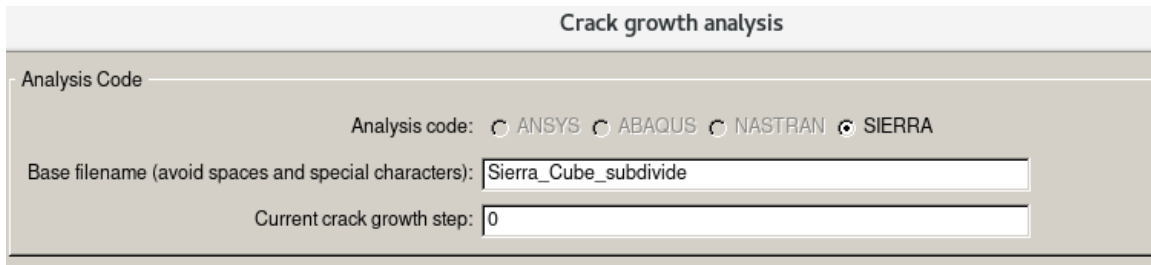 Crack growth analysis
Analysis Code
Analysis code: ANSYS ABAQUS NASTRAN SIERRA
Base filename (avoid spaces and special characters): Sierra_Cube_subdivide
Current crack growth step: 0